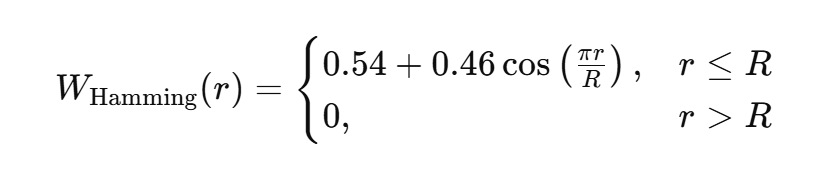 W_Hamming(r) = { 0.54 + 0.46 cos (πr/R), r ≤ R
0, r > R